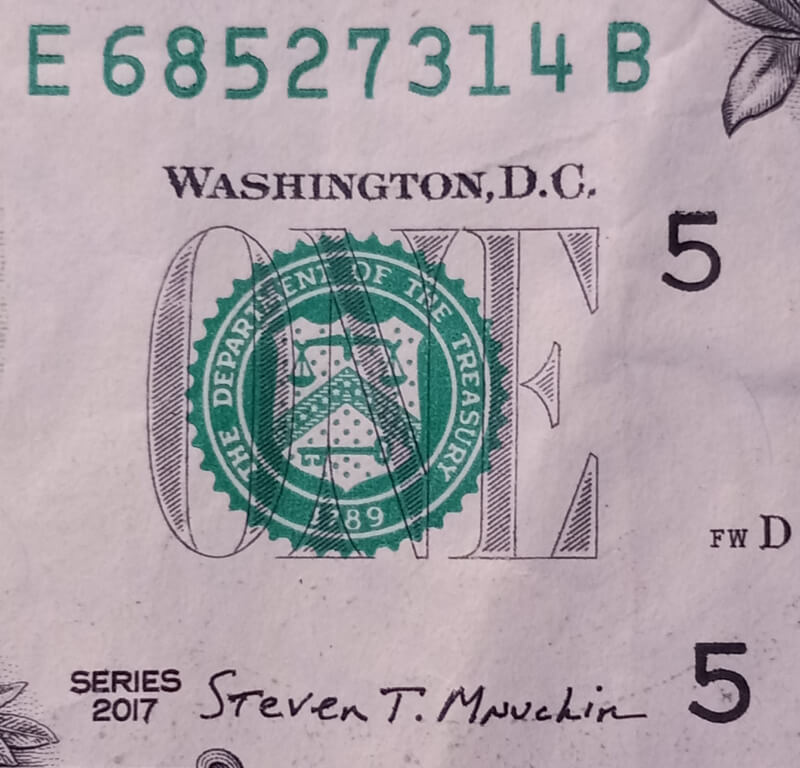 E 68527314 B
WASHINGTON, D.C.
5
ONE
THE DEPARTMENT OF THE TREASURY
1789
FW D
5
SERIES
2017
Steven T. Mnuchin